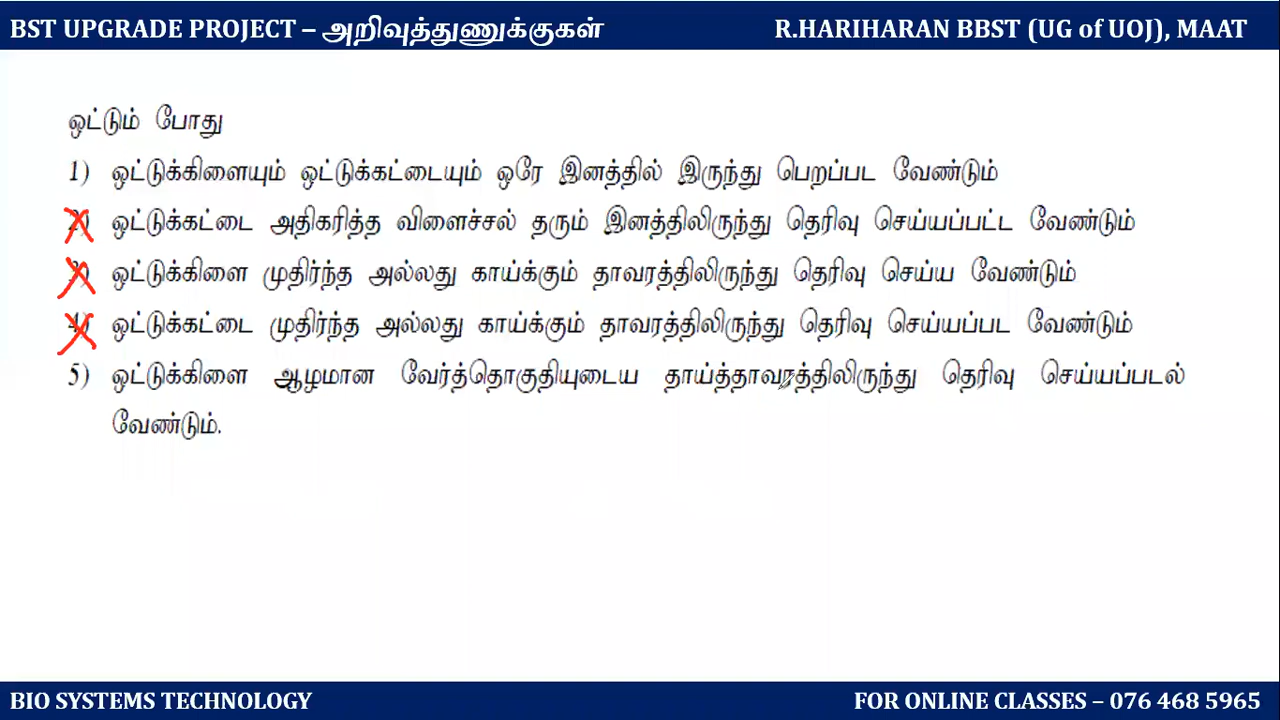 BST UPGRADE PROJECT – அறிவுத்துணுக்குகள்
R.HARIHARAN BBST (UG of UOJ), MAAT
ஒட்டும் போது
1) ஒட்டுக்கிளையும் ஒட்டுக்கட்டையும் ஒரே இனத்தில் இருந்து பெறப்பட வேண்டும்
2) ஒட்டுக்கட்டை அதிகரித்த விளைச்சல் தரும் இனத்திலிருந்து தெரிவு செய்யப்பட்ட வேண்டும்
3) ஒட்டுக்கிளை முதிர்ந்த அல்லது காய்க்கும் தாவரத்திலிருந்து தெரிவு செய்ய வேண்டும்
4) ஒட்டுக்கட்டை முதிர்ந்த அல்லது காய்க்கும் தாவரத்திலிருந்து தெரிவு செய்யப்பட வேண்டும்
5) ஒட்டுக்கிளை ஆழமான வேர்த்தொகுதியுடைய தாய்த்தாவரத்திலிருந்து தெரிவு செய்யப்படல்
வேண்டும்.
BIO SYSTEMS TECHNOLOGY
FOR ONLINE CLASSES – 076 468 5965